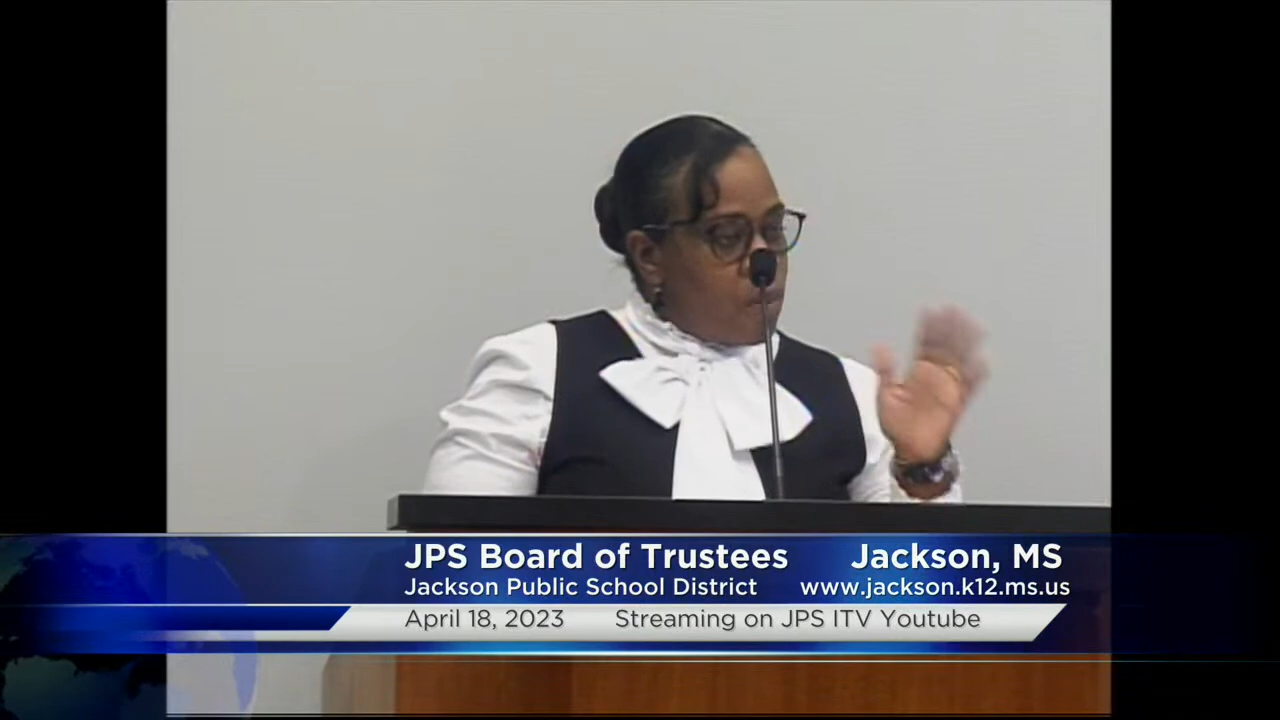 JPS Board of Trustees Jackson, MS
Jackson Public School District www.jackson.k12.ms.us
April 18, 2023 Streaming on JPS ITV Youtube